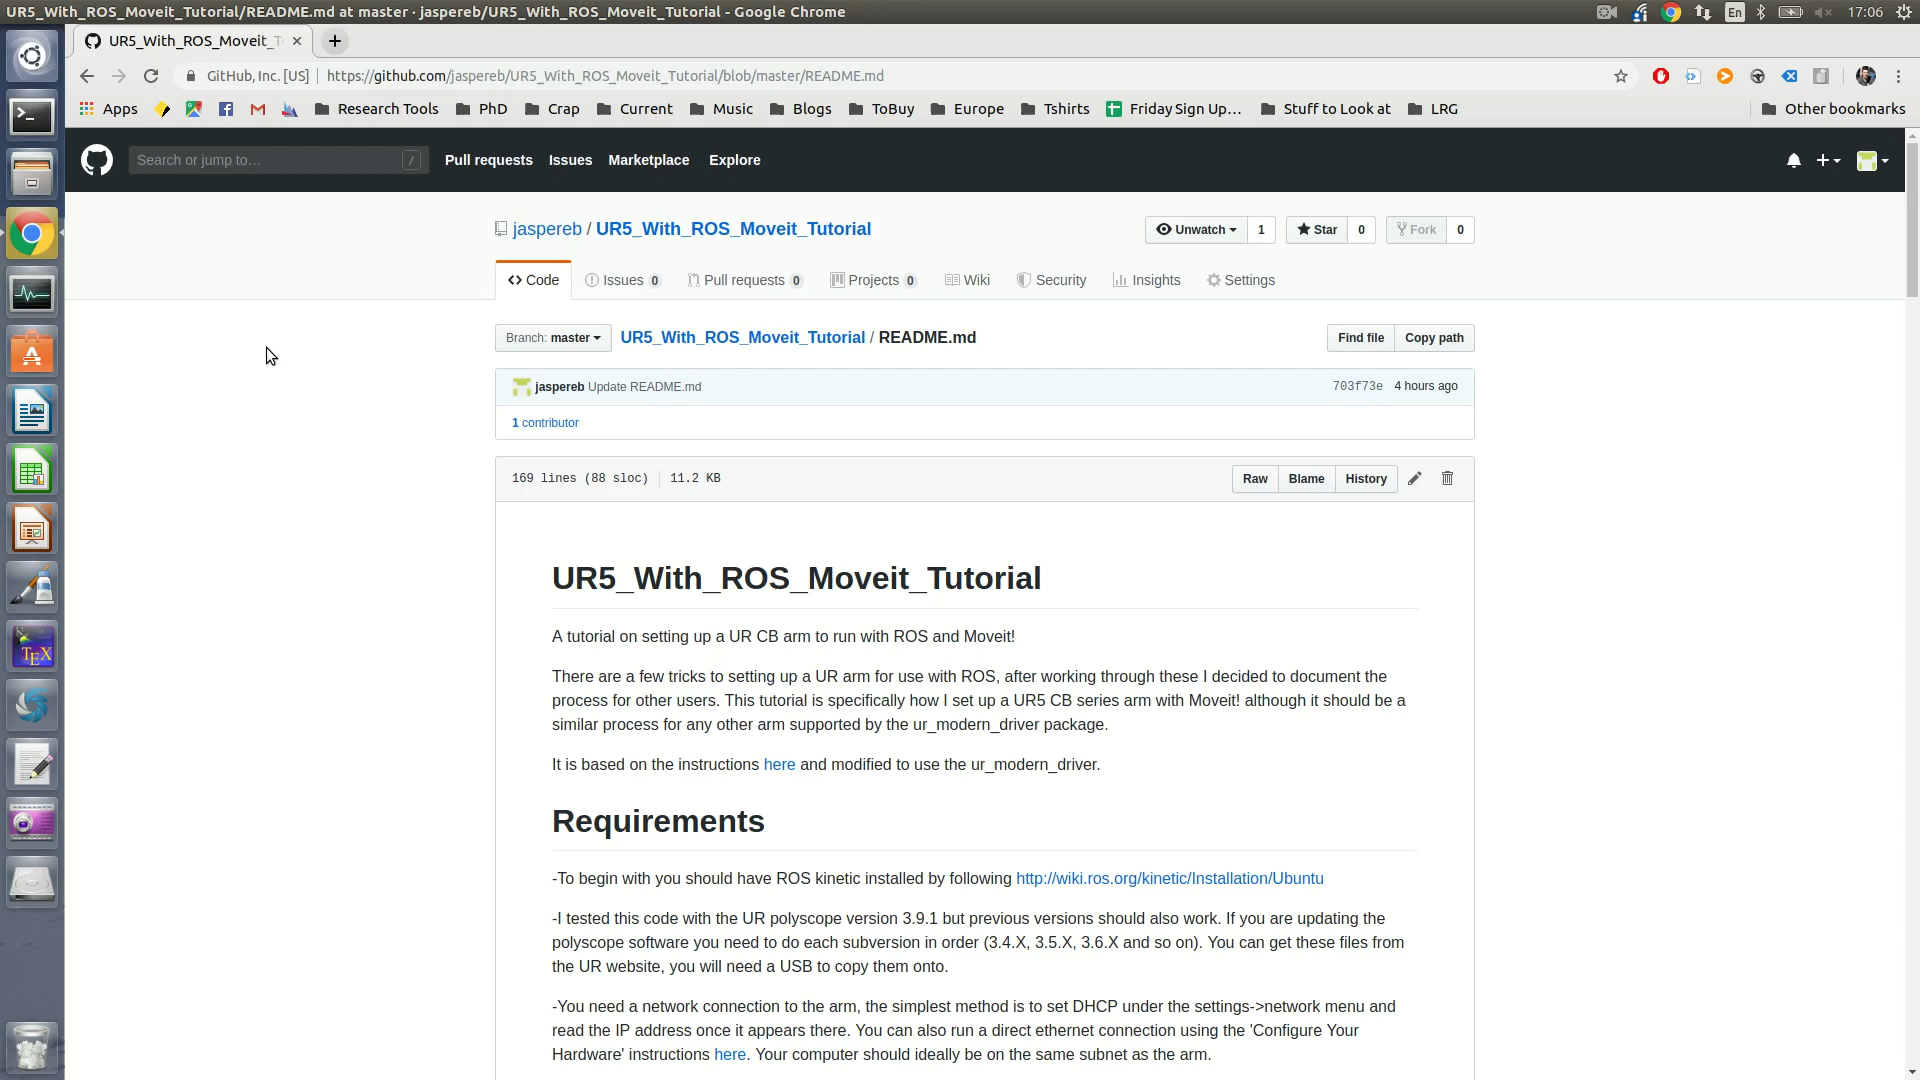 UR5_With_ROS_Moveit_Tutorial/README.md at master · jaspereb/UR5_With_ROS_Moveit_Tutorial - Google Chrome
En
17:06
UR5_With_ROS_Moveit_T
GitHub, Inc. [US] | https://github.com/jaspereb/UR5_With_ROS_Moveit_Tutorial/blob/master/README.md
Apps Research Tools PhD Crap Current Music Blogs ToBuy Europe Tshirts Friday Sign Up... Stuff to Look at LRG Other bookmarks
Search or jump to... / Pull requests Issues Marketplace Explore
jaspereb / UR5_With_ROS_Moveit_Tutorial
Unwatch 1 Star 0 Fork 0
Code Issues 0 Pull requests 0 Projects 0 Wiki Security Insights Settings
Branch: master UR5_With_ROS_Moveit_Tutorial / README.md Find file Copy path
jaspereb Update README.md 703f73e 4 hours ago
1 contributor
169 lines (88 sloc) 11.2 KB Raw Blame History
UR5_With_ROS_Moveit_Tutorial
A tutorial on setting up a UR CB arm to run with ROS and Moveit!
There are a few tricks to setting up a UR arm for use with ROS, after working through these I decided to document the
process for other users. This tutorial is specifically how I set up a UR5 CB series arm with Moveit! although it should be a
similar process for any other arm supported by the ur_modern_driver package.
It is based on the instructions here and modified to use the ur_modern_driver.
Requirements
-To begin with you should have ROS kinetic installed by following http://wiki.ros.org/kinetic/Installation/Ubuntu
-I tested this code with the UR polyscope version 3.9.1 but previous versions should also work. If you are updating the
polyscope software you need to do each subversion in order (3.4.X, 3.5.X, 3.6.X and so on). You can get these files from
the UR website, you will need a USB to copy them onto.
-You need a network connection to the arm, the simplest method is to set DHCP under the settings->network menu and
read the IP address once it appears there. You can also run a direct ethernet connection using the 'Configure Your
Hardware' instructions here. Your computer should ideally be on the same subnet as the arm.
TEX